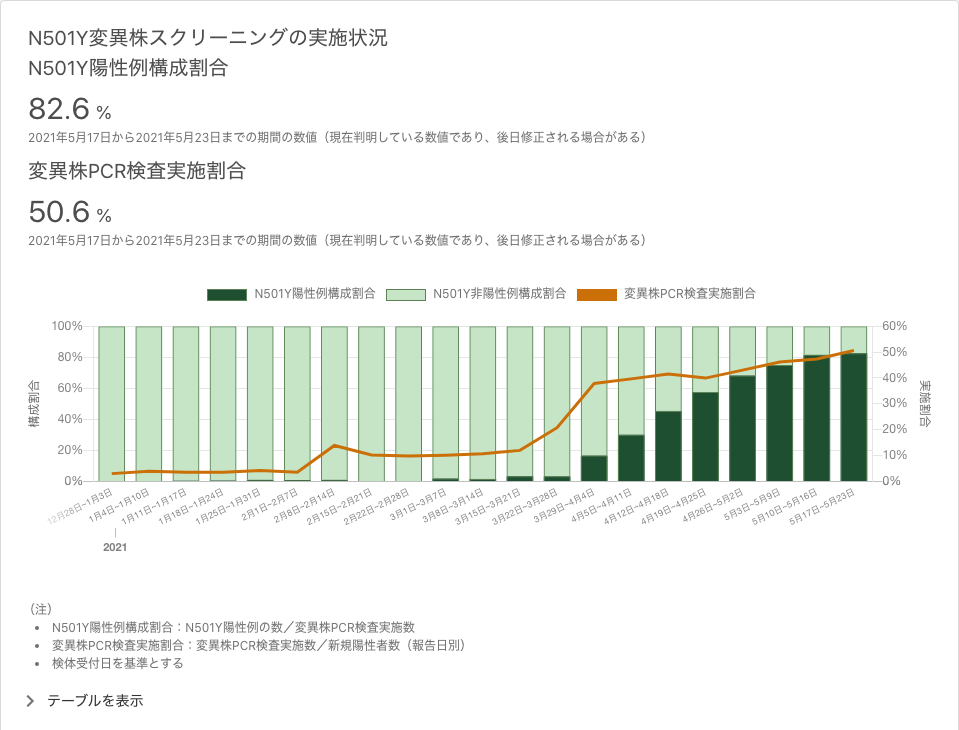 N501Y変異株スクリーニングの実施状況
N501Y陽性例構成割合
82.6 %
2021年5月17日から2021年5月23日までの期間の数値（現在判明している数値であり、後日修正される場合がある）
変異株PCR検査実施割合
50.6 %
2021年5月17日から2021年5月23日までの期間の数値（現在判明している数値であり、後日修正される場合がある）
N501Y陽性例構成割合 N501Y非陽性例構成割合 変異株PCR検査実施割合
100% 60%
80% 50%
60% 40%
40% 30%
20% 20%
0% 10%
0%
構成割合
実施割合
12月28日~1月3日
1月4日~1月10日
1月11日~1月17日
1月18日~1月24日
1月25日~1月31日
2月1日~2月7日
2月8日~2月14日
2月15日~2月21日
2月22日~2月28日
3月1日~3月7日
3月8日~3月14日
3月15日~3月21日
3月22日~3月28日
3月29日~4月4日
4月5日~4月11日
4月12日~4月18日
4月19日~4月25日
4月26日~5月2日
5月3日~5月9日
5月10日~5月16日
5月17日~5月23日
2021
（注）
• N501Y陽性例構成割合：N501Y陽性例の数／変異株PCR検査実施数
• 変異株PCR検査実施割合：変異株PCR検査実施数／新規陽性者数（報告日別）
• 検体受付日を基準とする
テーブルを表示